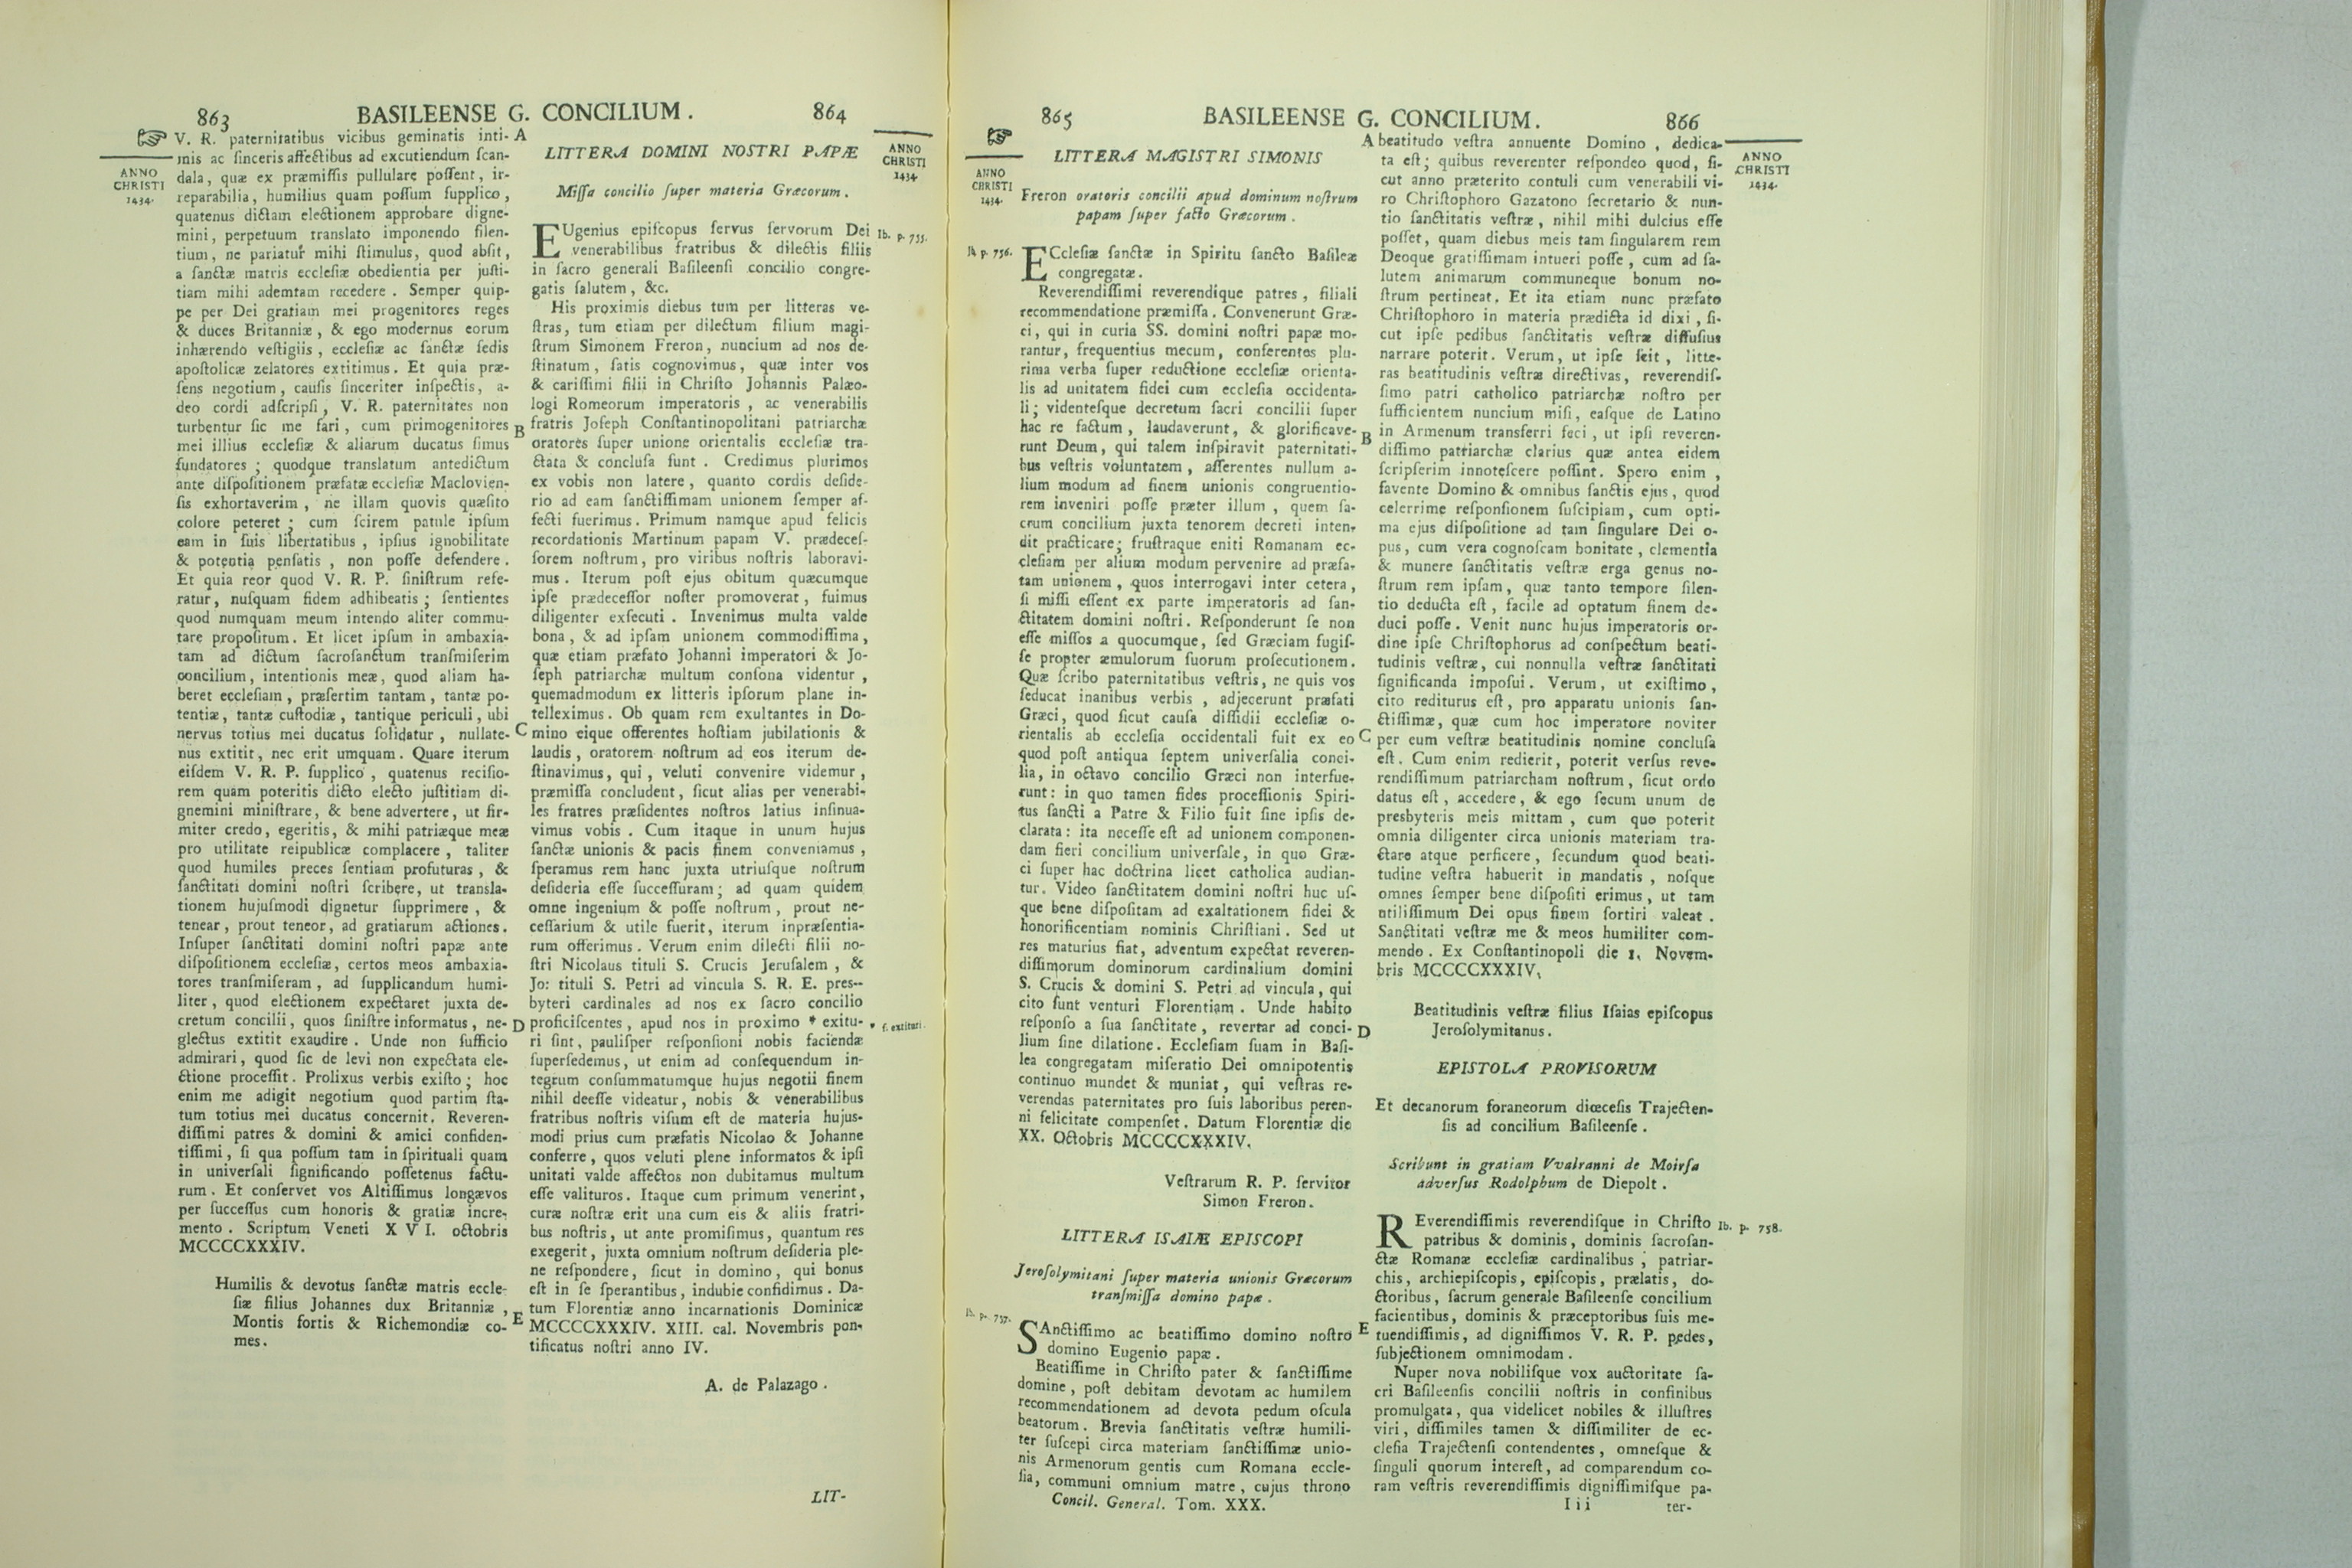 863 BASILEENSE G. CONCILIUM. 864
ANNO
CHRISTI
1434.
V. R. paternitatibus vicibus geminatis inti- A
mis ac ſinceris affectibus ad excutiendum ſcan-
dala, quæ ex præmiſſis pullulare poſſent, ir-
reparabilia, humilius quam poſſum ſupplico,
quatenus dictam electionem approbare digne-
mini, perpetuum translato imponendo ſilen-
tium, ne pariatur mihi ſtimulus, quod abſit,
a ſanctæ matris eccleſiæ obedientia per juſti-
tiam mihi ademtam recedere. Semper quip-
pe per Dei gratiam mei progenitores reges
& duces Britanniæ, & ego modernus eorum
inhærendo veſtigiis, eccleſiæ ac ſanctæ ſedis
apoſtolicæ zelatores extitimus. Et quia præ-
ſens negotium, cauſis ſinceriter inſpectis, a-
deo cordi adſcripſi, V. R. paternitates non
turbentur ſic me fari, cum primogenitores B
mei illius eccleſiæ & aliarum ducatus ſimus
fundatores; quodque translatum antedictum
ante diſpoſitionem præfatæ eccleſiæ Maclovien-
ſis exhortaverim, ne illam quovis quæſito
colore peteret; cum ſcirem patule ipſum
eam in ſuis libertatibus, ipſius ignobilitate
& potentia penſatis, non poſſe defendere.
Et quia reor quod V. R. P. ſiniſtrum refe-
ratur, nuſquam fidem adhibeatis; ſentientes
quod numquam meum intendo aliter commu-
tare propoſitum. Et licet ipſum in ambaxia-
tam ad dictum ſacroſanctum tranſmiſerim
concilium, intentionis meæ, quod aliam ha-
beret eccleſiam, præſertim tantam, tantæ po-
tentiæ, tantæ cuſtodiæ, tantique periculi, ubi
nervus totius mei ducatus ſolidatur, nullate- C
nus extitit, nec erit umquam. Quare iterum
eiſdem V. R. P. ſupplico, quatenus reciſio-
rem quam poteritis dicto electo juſtitiam di-
gnemini miniſtrare, & bene advertere, ut fir-
miter credo, egeritis, & mihi patriæque meæ
pro utilitate reipublicæ complacere, taliter
quod humiles preces ſentiam profuturas, &
ſanctitati domini noſtri ſcribere, ut transla-
tionem hujuſmodi dignetur ſupprimere, &
tenear, prout teneor, ad gratiarum actiones.
Inſuper ſanctitati domini noſtri papæ ante
diſpoſitionem eccleſiæ, certos meos ambaxia-
tores tranſmiſeram, ad ſupplicandum humi-
liter, quod electionem expectaret juxta de-
cretum concilii, quos ſiniſtre informatus, ne- D
glectus extitit exaudire. Unde non ſufficio
admirari, quod ſic de levi non expectata ele-
ctione proceſſit. Prolixus verbis exiſto; hoc
enim me adigit negotium quod partim ſta-
tum totius mei ducatus concernit. Reveren-
diſſimi patres & domini & amici confiden-
tiſſimi, ſi qua poſſum tam in ſpirituali quam
in univerſali ſignificando poſſetenus factu-
rum. Et conſervet vos Altiſſimus longævos
per ſucceſſus cum honoris & gratiæ incre-
mento. Scriptum Veneti XVI. octobris
MCCCCXXXIV.
Humilis & devotus ſanctæ matris eccle-
ſiæ filius Johannes dux Britanniæ,
Montis fortis & Richemondiæ co- E
mes.
LITTERA DOMINI NOSTRI PAPÆ
Miſſa concilio ſuper materia Græcorum.
ANNO
CHRISTI
1434.
EUgenius epiſcopus ſervus ſervorum Dei Ib. p. 755.
venerabilibus fratribus & dilectis filiis
in ſacro generali Baſileenſi concilio congre-
gatis ſalutem, &c.
His proximis diebus tum per litteras ve-
ſtras, tum etiam per dilectum filium magi-
ſtrum Simonem Freron, nuncium ad nos de-
ſtinatum, ſatis cognovimus, quæ inter vos
& cariſſimi filii in Chriſto Johannis Palæo-
logi Romeorum imperatoris, ac venerabilis
fratris Joſeph Conſtantinopolitani patriarchæ
oratores ſuper unione orientalis eccleſiæ tra-
ctata & concluſa ſunt. Credimus plurimos
ex vobis non latere, quanto cordis deſide-
rio ad eam ſanctiſſimam unionem ſemper af-
fecti fuerimus. Primum namque apud felicis
recordationis Martinum papam V. prædeceſ-
ſorem noſtrum, pro viribus noſtris laboravi-
mus. Iterum poſt ejus obitum quæcumque
ipſe prædeceſſor noſter promoverat, fuimus
diligenter exſecuti. Invenimus multa valde
bona, & ad ipſam unionem commodiſſima,
quæ etiam præfato Johanni imperatori & Jo-
ſeph patriarchæ multum conſona videntur,
quemadmodum ex litteris ipſorum plane in-
telleximus. Ob quam rem exultantes in Do-
mino eique offerentes hoſtiam jubilationis &
laudis, oratorem noſtrum ad eos iterum de-
ſtinavimus, qui, veluti convenire videmur,
præmiſſa concludent, ſicut alias per venerabi-
les fratres præſidentes noſtros latius inſinua-
vimus vobis. Cum itaque in unum hujus
ſanctæ unionis & pacis finem conveniamus,
ſperamus rem hanc juxta utriuſque noſtrum
deſideria eſſe ſucceſſuram; ad quam quidem
omne ingenium & poſſe noſtrum, prout ne-
ceſſarium & utile fuerit, iterum inpræſentia-
rum offerimus. Verum enim dilecti filii no-
ſtri Nicolaus tituli S. Crucis Jeruſalem, &
Jo: tituli S. Petri ad vincula S. R. E. pres--
byteri cardinales ad nos ex ſacro concilio
proficiſcentes, apud nos in proximo * exitu- * f. extituri.
ri ſint, pauliſper reſponſioni nobis faciendæ
ſuperſedemus, ut enim ad conſequendum in-
tegrum conſummatumque hujus negotii finem
nihil deeſſe videatur, nobis & venerabilibus
fratribus noſtris viſum eſt de materia hujus-
modi prius cum præfatis Nicolao & Johanne
conferre, quos veluti plene informatos & ipſi
unitati valde affectos non dubitamus multum
eſſe valituros. Itaque cum primum venerint,
curæ noſtræ erit una cum eis & aliis fratri-
bus noſtris, ut ante promiſimus, quantum res
exegerit, juxta omnium noſtrum deſideria ple-
ne reſpondere, ſicut in domino, qui bonus
eſt in ſe ſperantibus, indubie confidimus. Da-
tum Florentiæ anno incarnationis Dominicæ
MCCCCXXXIV. XIII. cal. Novembris pon-
tificatus noſtri anno IV.
A. de Palazago.
LIT-
865 BASILEENSE G. CONCILIUM. 866
ANNO
CHRISTI
1434.
LITTERA MAGISTRI SIMONIS
Freron oratoris concilii apud dominum noſtrum
papam ſuper facto Græcorum.
Ib. p. 756. ECcleſiæ ſanctæ in Spiritu ſancto Baſileæ
congregatæ.
Reverendiſſimi reverendique patres, filiali
recommendatione præmiſſa. Convenerunt Græ-
ci, qui in curia SS. domini noſtri papæ mo-
rantur, frequentius mecum, conferentes plu-
rima verba ſuper reductione eccleſiæ orienta-
lis ad unitatem fidei cum eccleſia occidenta-
li; videnteſque decretum ſacri concilii ſuper
hac re factum, laudaverunt, & glorificave- B
runt Deum, qui talem inſpiravit paternitati-
bus veſtris voluntatem, aſſerentes nullum a-
lium modum ad finem unionis congruentio-
rem inveniri poſſe præter illum, quem ſa-
crum concilium juxta tenorem decreti inten-
dit practicare; fruſtraque eniti Romanam ec-
cleſiam per alium modum pervenire ad præfa-
tam unionem, quos interrogavi inter cetera,
ſi miſſi eſſent ex parte imperatoris ad ſan-
ctitatem domini noſtri. Reſponderunt ſe non
eſſe miſſos a quocumque, ſed Græciam fugiſ-
ſe propter æmulorum ſuorum proſecutionem.
Quæ ſcribo paternitatibus veſtris, ne quis vos
ſeducat inanibus verbis, adjecerunt præfati
Græci, quod ſicut cauſa diſſidii eccleſiæ o-
rientalis ab eccleſia occidentali fuit ex eo C
quod poſt antiqua ſeptem univerſalia conci-
lia, in octavo concilio Græci non interfue-
runt: in quo tamen fides proceſſionis Spiri-
tus ſancti a Patre & Filio fuit ſine ipſis de-
clarata: ita neceſſe eſt ad unionem componen-
dam fieri concilium univerſale, in quo Græ-
ci ſuper hac doctrina licet catholica audian-
tur. Video ſanctitatem domini noſtri huc uſ-
que bene diſpoſitam ad exaltationem fidei &
honorificentiam nominis Chriſtiani. Sed ut
res maturius fiat, adventum expectat reveren-
diſſimorum dominorum cardinalium domini
S. Crucis & domini S. Petri ad vincula, qui
cito ſunt venturi Florentiam. Unde habito
reſponſo a ſua ſanctitate, revertar ad conci- D
lium ſine dilatione. Eccleſiam ſuam in Baſi-
lea congregatam miſeratio Dei omnipotentis
continuo mundet & muniat, qui veſtras re-
verendas paternitates pro ſuis laboribus peren-
ni felicitate compenſet. Datum Florentiæ die
XX. Octobris MCCCCXXXIV.
Veſtrarum R. P. ſervitor
Simon Freron.
LITTERA ISAIÆ EPISCOPI
Jeroſolymitani ſuper materia unionis Græcorum
tranſmiſſa domino papæ.
Ib. p. 757.
SAnctiſſimo ac beatiſſimo domino noſtro E
domino Eugenio papæ.
Beatiſſime in Chriſto pater & ſanctiſſime
domine, poſt debitam devotam ac humilem
recommendationem ad devota pedum oſcula
beatorum. Brevia ſanctitatis veſtræ humili-
ter ſuſcepi circa materiam ſanctiſſimæ unio-
nis Armenorum gentis cum Romana eccle-
ſia, communi omnium matre, cujus throno
Concil. General. Tom. XXX.
A beatitudo veſtra annuente Domino, dedica-
ta eſt; quibus reverenter reſpondeo quod, ſi-
cut anno præterito contuli cum venerabili vi-
ro Chriſtophoro Gazatono ſecretario & nun-
tio ſanctitatis veſtræ, nihil mihi dulcius eſſe
poſſet, quam diebus meis tam ſingularem rem
Deoque gratiſſimam intueri poſſe, cum ad ſa-
lutem animarum communeque bonum no-
ſtrum pertineat. Et ita etiam nunc præfato
Chriſtophoro in materia prædicta id dixi, ſi-
cut ipſe pedibus ſanctitatis veſtræ diffuſius
narrare poterit. Verum, ut ipſe ſcit, litte-
ras beatitudinis veſtræ directivas, reverendiſ-
ſimo patri catholico patriarchæ noſtro per
ſufficientem nuncium miſi, eaſque de Latino
in Armenum transferri feci, ut ipſi reveren-
diſſimo patriarchæ clarius quæ antea eidem
ſcripſerim innoteſcere poſſint. Spero enim,
favente Domino & omnibus ſanctis ejus, quod
celerrime reſponſionem ſuſcipiam, cum opti-
ma ejus diſpoſitione ad tam ſingulare Dei o-
pus, cum vera cognoſcam bonitate, clementia
& munere ſanctitatis veſtræ erga genus no-
ſtrum rem ipſam, quæ tanto tempore ſilen-
tio deducta eſt, facile ad optatum finem de-
duci poſſe. Venit nunc hujus imperatoris or-
dine ipſe Chriſtophorus ad conſpectum beati-
tudinis veſtræ, cui nonnulla veſtræ ſanctitati
ſignificanda impoſui. Verum, ut exiſtimo,
cito rediturus eſt, pro apparatu unionis ſan-
ctiſſimæ, quæ cum hoc imperatore noviter
per eum veſtræ beatitudinis nomine concluſa
eſt. Cum enim redierit, poterit verſus reve-
rendiſſimum patriarcham noſtrum, ſicut ordo
datus eſt, accedere, & ego ſecum unum de
presbyteris meis mittam, cum quo poterit
omnia diligenter circa unionis materiam tra-
ctare atque perficere, ſecundum quod beati-
tudine veſtra habuerit in mandatis, noſque
omnes ſemper bene diſpoſiti erimus, ut tam
utiliſſimum Dei opus finem ſortiri valeat.
Sanctitati veſtræ me & meos humiliter com-
mendo. Ex Conſtantinopoli die 1. Novem-
bris MCCCCXXXIV.
Beatitudinis veſtræ filius Iſaias epiſcopus
Jeroſolymitanus.
EPISTOLA PROVISORUM
Et decanorum foraneorum diœceſis Trajecten-
ſis ad concilium Baſileenſe.
Scribunt in gratiam Vvalranni de Moirſa
adverſus Rodolphum de Diepolt.
ANNO
CHRISTI
1434.
REverendiſſimis reverendiſque in Chriſto Ib. p. 758.
patribus & dominis, dominis ſacroſan-
ctæ Romanæ eccleſiæ cardinalibus, patriar-
chis, archiepiſcopis, epiſcopis, prælatis, do-
ctoribus, ſacrum generale Baſileenſe concilium
facientibus, dominis & præceptoribus ſuis me-
tuendiſſimis, ad digniſſimos V. R. P. pedes,
ſubjectionem omnimodam.
Nuper nova nobiliſque vox auctoritate ſa-
cri Baſileenſis concilii noſtris in confinibus
promulgata, qua videlicet nobiles & illuſtres
viri, diſſimiles tamen & diſſimiliter de ec-
cleſia Trajectenſi contendentes, omneſque &
ſinguli quorum intereſt, ad comparendum co-
ram veſtris reverendiſſimis digniſſimiſque pa-
Iii ter-